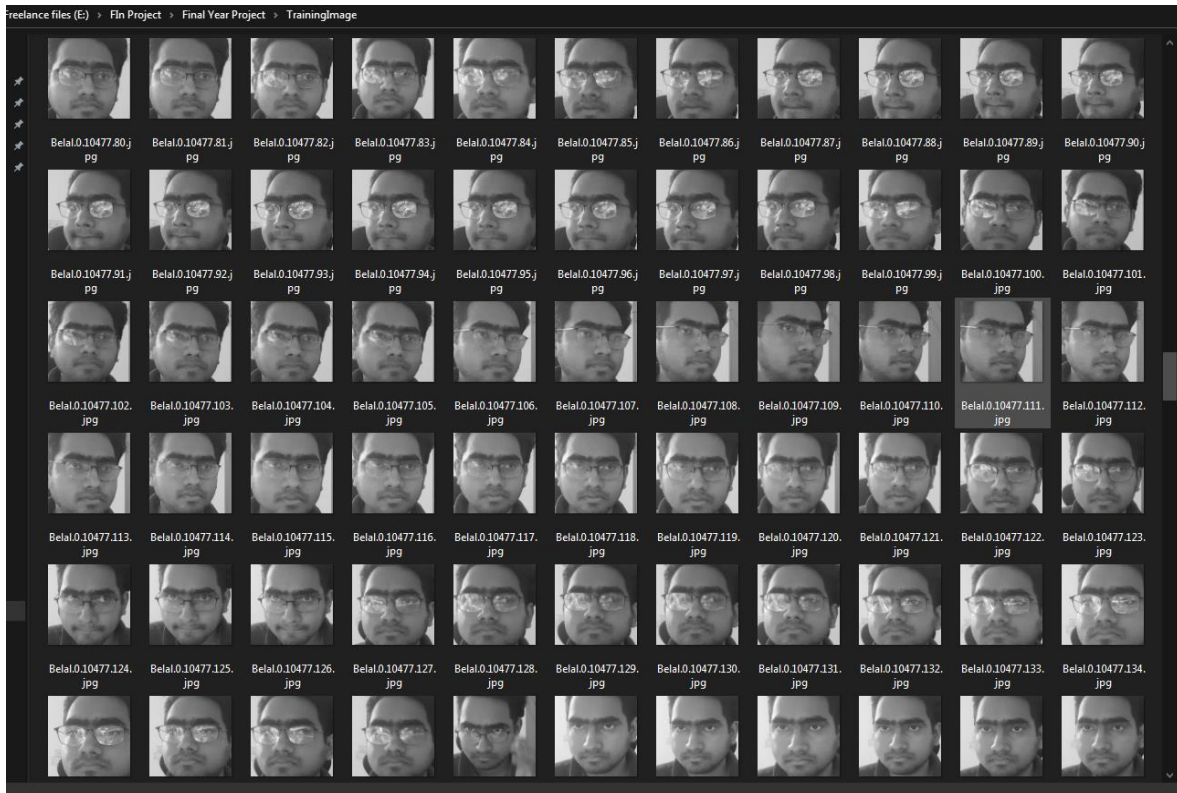 Freelance files (E:) > FIn Project > Final Year Project > TrainingImage
Belal.0.10477.80.j Belal.0.10477.81.j Belal.0.10477.82.j Belal.0.10477.83.j Belal.0.10477.84.j Belal.0.10477.85.j Belal.0.10477.86.j Belal.0.10477.87.j Belal.0.10477.88.j Belal.0.10477.89.j Belal.0.10477.90.j
pg pg pg pg pg pg pg pg pg pg pg
Belal.0.10477.91.j Belal.0.10477.92.j Belal.0.10477.93.j Belal.0.10477.94.j Belal.0.10477.95.j Belal.0.10477.96.j Belal.0.10477.97.j Belal.0.10477.98.j Belal.0.10477.99.j Belal.0.10477.100. Belal.0.10477.101.
pg pg pg pg pg pg pg pg pg jpg jpg
Belal.0.10477.102. Belal.0.10477.103. Belal.0.10477.104. Belal.0.10477.105. Belal.0.10477.106. Belal.0.10477.107. Belal.0.10477.108. Belal.0.10477.109. Belal.0.10477.110. Belal.0.10477.111. Belal.0.10477.112.
jpg jpg jpg jpg jpg jpg jpg jpg jpg jpg jpg
Belal.0.10477.113. Belal.0.10477.114. Belal.0.10477.115. Belal.0.10477.116. Belal.0.10477.117. Belal.0.10477.118. Belal.0.10477.119. Belal.0.10477.120. Belal.0.10477.121. Belal.0.10477.122. Belal.0.10477.123.
jpg jpg jpg jpg jpg jpg jpg jpg jpg jpg jpg
Belal.0.10477.124. Belal.0.10477.125. Belal.0.10477.126. Belal.0.10477.127. Belal.0.10477.128. Belal.0.10477.129. Belal.0.10477.130. Belal.0.10477.131. Belal.0.10477.132. Belal.0.10477.133. Belal.0.10477.134.
jpg jpg jpg jpg jpg jpg jpg jpg jpg jpg jpg